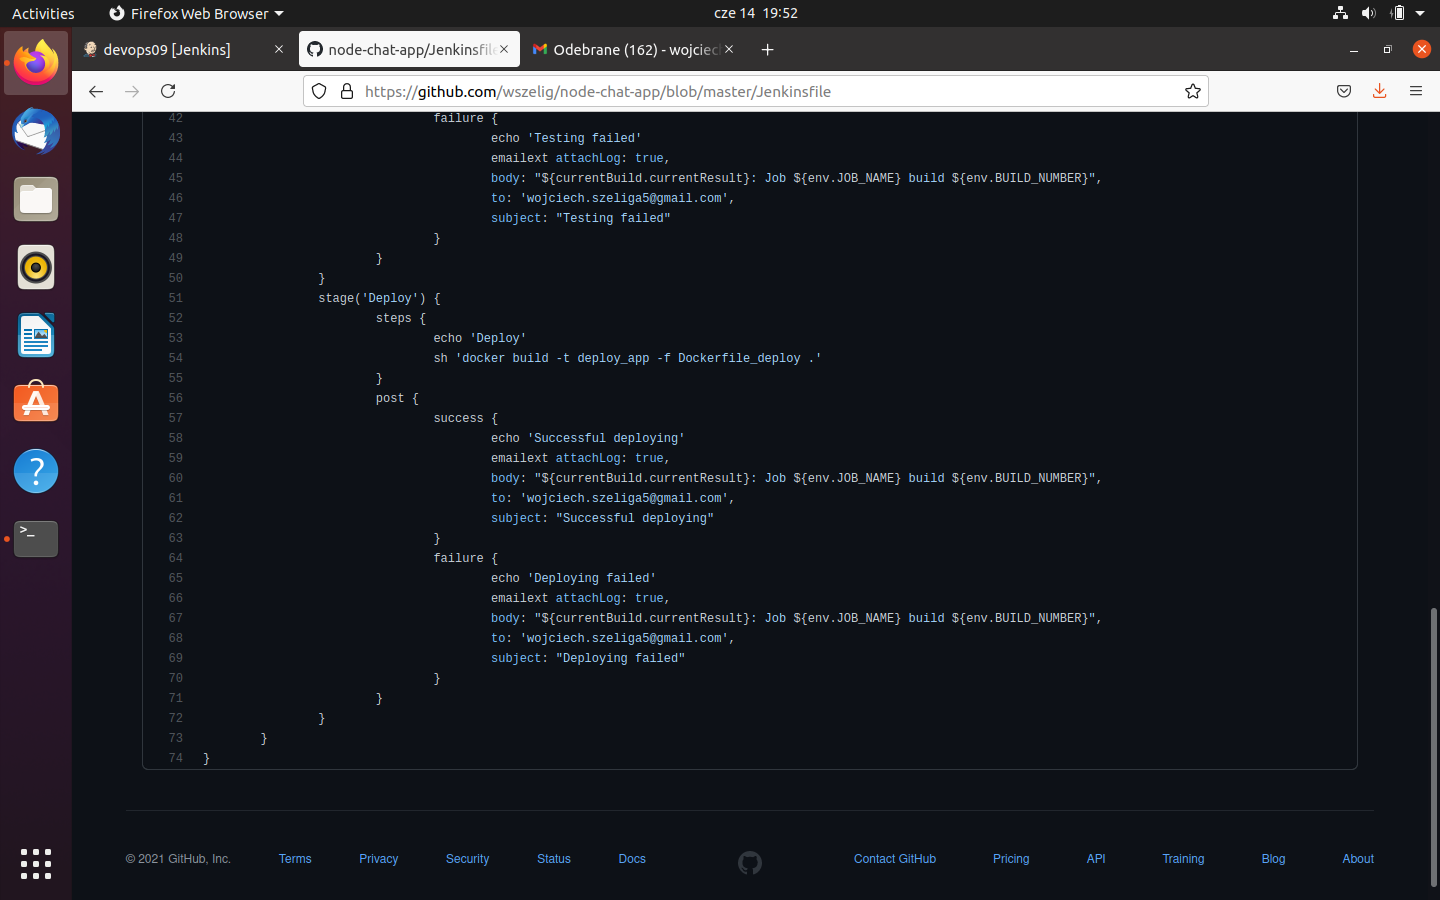 Activities
Firefox Web Browser
cze 14 19:52
devops09 [Jenkins]
node-chat-app/Jenkinsfile
Odebrane (162) - wojciec
https://github.com/wszelig/node-chat-app/blob/master/Jenkinsfile
42 failure {
43 echo 'Testing failed'
44 emailext attachLog: true,
45 body: "${currentBuild.currentResult}: Job ${env.JOB_NAME} build ${env.BUILD_NUMBER}",
46 to: 'wojciech.szeliga5@gmail.com',
47 subject: "Testing failed"
48 }
49 }
50 }
51 stage('Deploy') {
52 steps {
53 echo 'Deploy'
54 sh 'docker build -t deploy_app -f Dockerfile_deploy .'
55 }
56 post {
57 success {
58 echo 'Successful deploying'
59 emailext attachLog: true,
60 body: "${currentBuild.currentResult}: Job ${env.JOB_NAME} build ${env.BUILD_NUMBER}",
61 to: 'wojciech.szeliga5@gmail.com',
62 subject: "Successful deploying"
63 }
64 failure {
65 echo 'Deploying failed'
66 emailext attachLog: true,
67 body: "${currentBuild.currentResult}: Job ${env.JOB_NAME} build ${env.BUILD_NUMBER}",
68 to: 'wojciech.szeliga5@gmail.com',
69 subject: "Deploying failed"
70 }
71 }
72 }
73 }
74 }
© 2021 GitHub, Inc.
Terms
Privacy
Security
Status
Docs
Contact GitHub
Pricing
API
Training
Blog
About